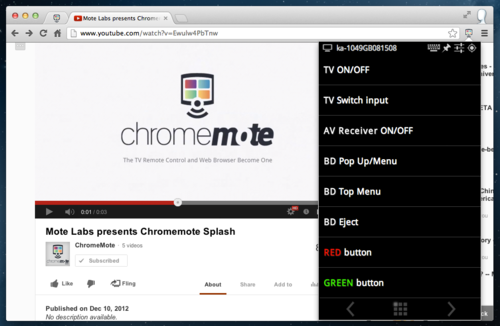 Mote Labs presents Chrome
www.youtube.com/watch?v=Ewulw4PbTnw
ka-1049GB081508
TV ON/OFF
TV Switch input
AV Receiver ON/OFF
BD Pop Up/Menu
BD Top Menu
BD Eject
RED button
GREEN button
chromemote
The TV Remote Control and Web Browser Become One
0:01 / 0:03
Mote Labs presents Chromemote Splash
ChromeMote · 5 videos
Subscribed
Like
Fling
About
Share
Add to
Published on Dec 10, 2012
No description available.